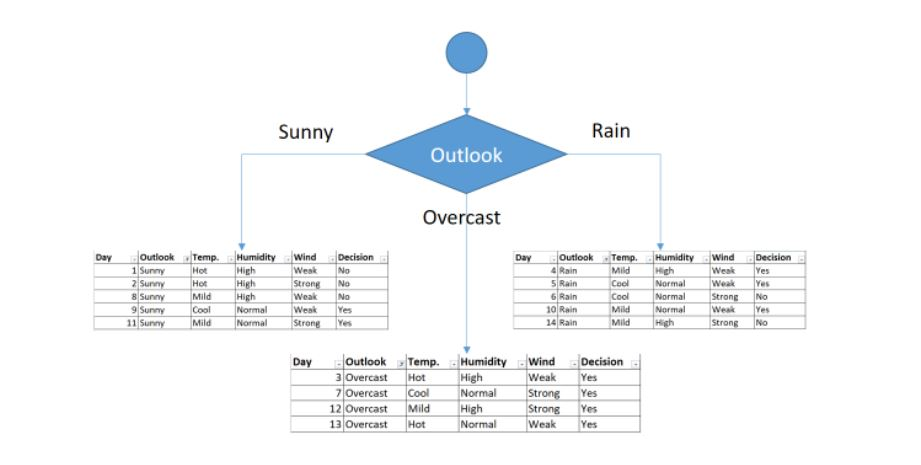 Sunny
Rain
Outlook
Overcast
Day Outlook Temp. Humidity Wind Decision
1 Sunny Hot High Weak No
2 Sunny Hot High Strong No
8 Sunny Mild High Weak No
9 Sunny Cool Normal Weak Yes
11 Sunny Mild Normal Strong Yes
Day Outlook Temp. Humidity Wind Decision
4 Rain Mild High Weak Yes
5 Rain Cool Normal Weak Yes
6 Rain Cool Normal Strong No
10 Rain Mild Normal Weak Yes
14 Rain Mild High Strong No
Day Outlook Temp. Humidity Wind Decision
3 Overcast Hot High Weak Yes
7 Overcast Cool Normal Strong Yes
12 Overcast Mild High Strong Yes
13 Overcast Hot Normal Weak Yes